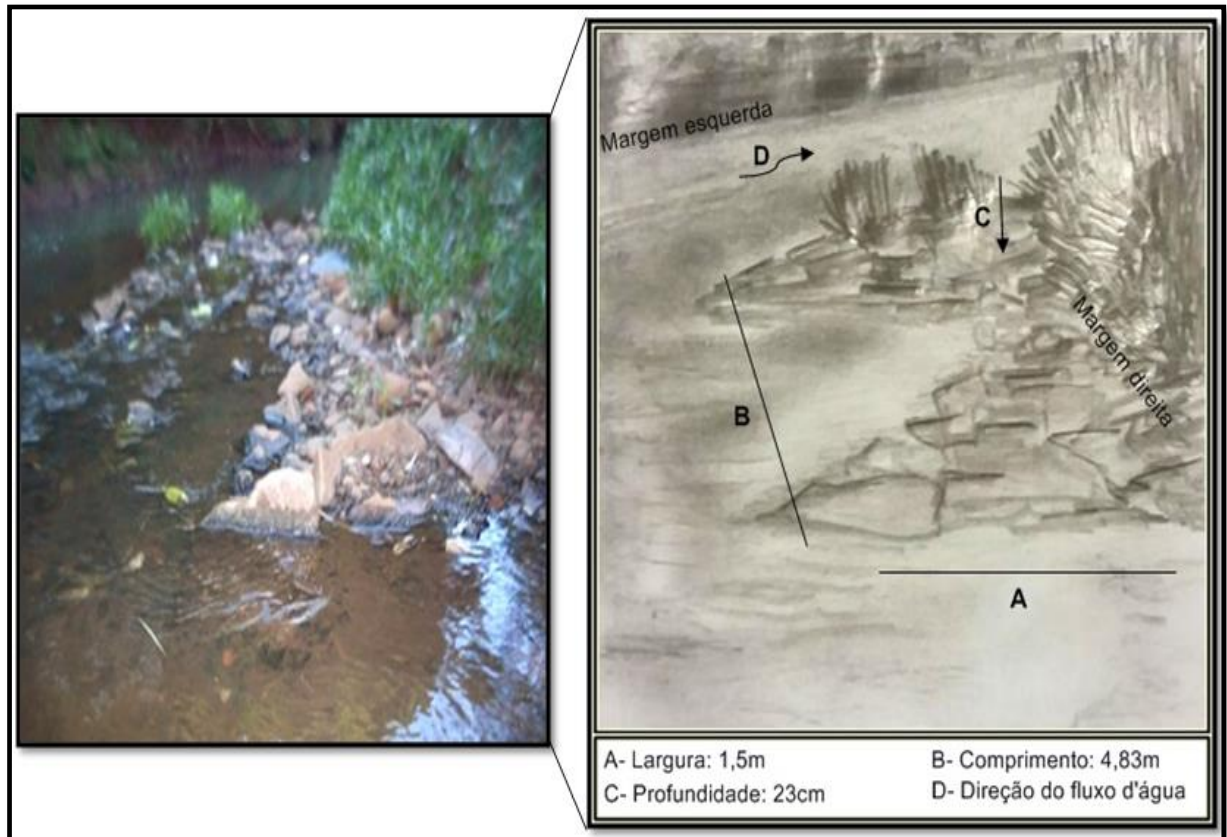 Margem esquerda
D
C
Margem direita
B
A
A- Largura: 1,5m
B- Comprimento: 4,83m
C- Profundidade: 23cm
D- Direção do fluxo d'água